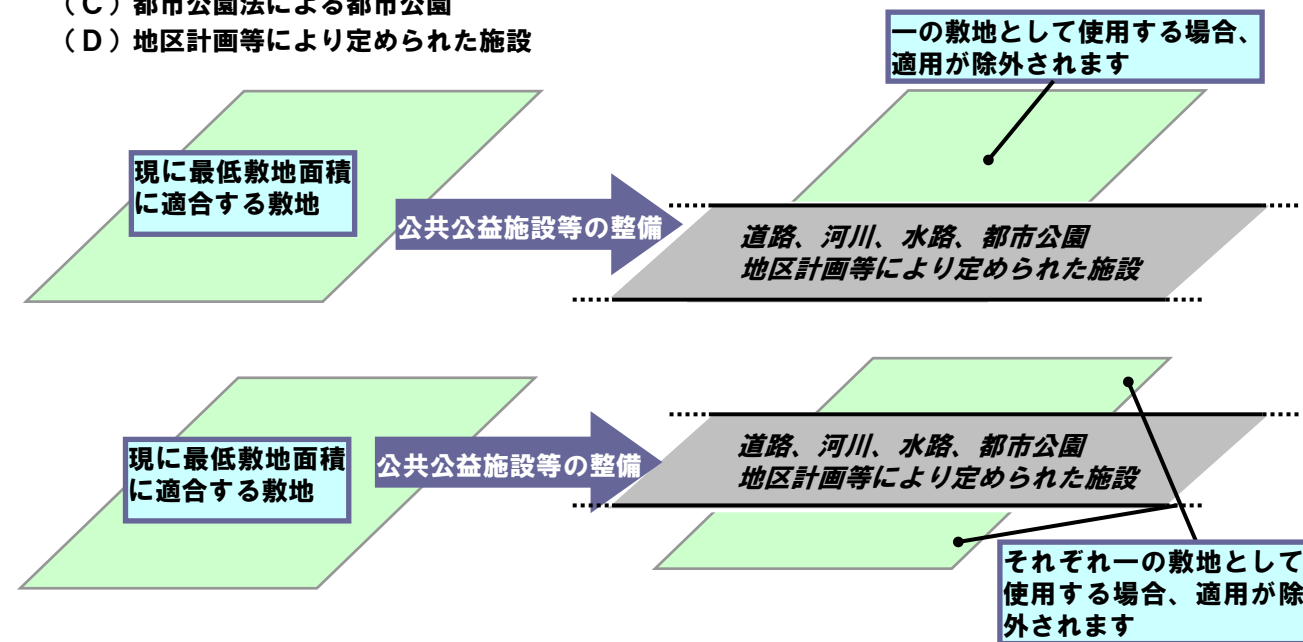 （C）都市公園法による都市公園
（D）地区計画等により定められた施設
一の敷地として使用する場合、
適用が除外されます
現に最低敷地面積
に適合する敷地
公共公益施設等の整備
道路、河川、水路、都市公園
地区計画等により定められた施設
現に最低敷地面積
に適合する敷地
公共公益施設等の整備
道路、河川、水路、都市公園
地区計画等により定められた施設
それぞれ一の敷地として
使用する場合、適用が除
外されます